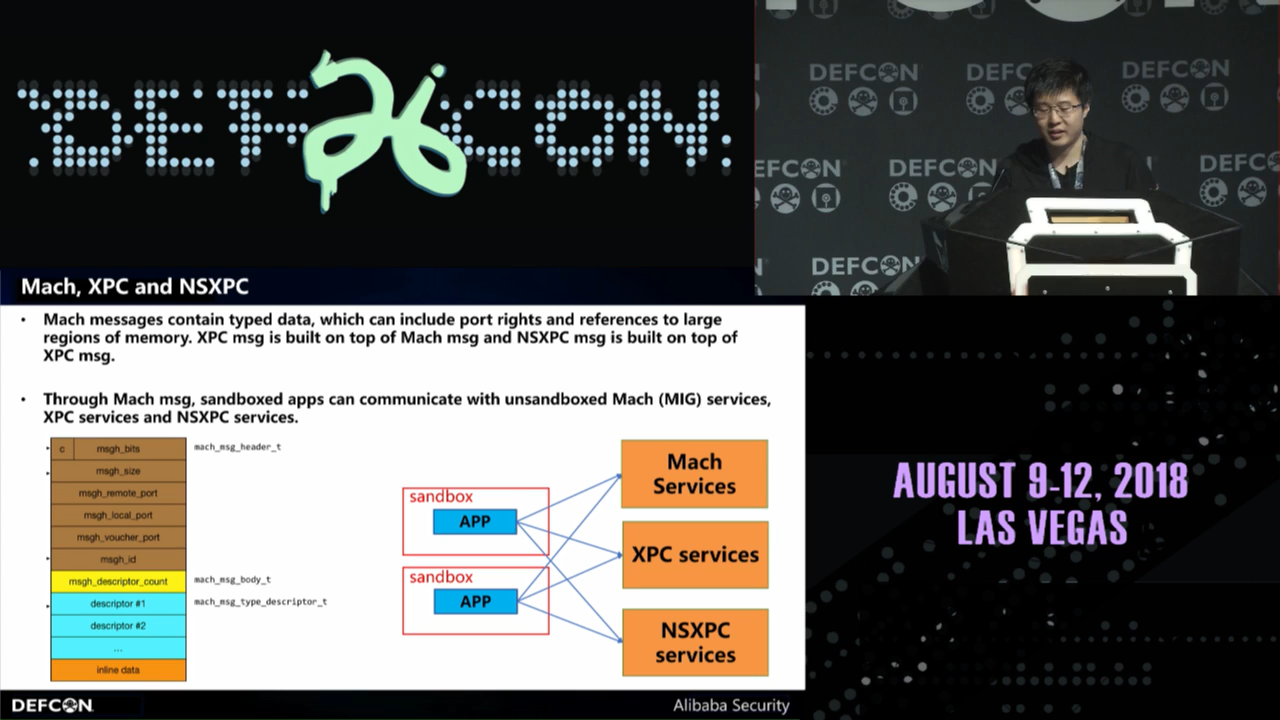 DEF 26 CON
DEFCON DEFCON DEFCON
DEFCON DEFCON DEFCON
DEFCON
Mach, XPC and NSXPC
• Mach messages contain typed data, which can include port rights and references to large
regions of memory. XPC msg is built on top of Mach msg and NSXPC msg is built on top of
XPC msg.
• Through Mach msg, sandboxed apps can communicate with unsandboxed Mach (MIG) services,
XPC services and NSXPC services.
c msgh_bits mach_msg_header_t
msgh_size
msgh_remote_port
msgh_local_port
msgh_voucher_port
msgh_id
msgh_descriptor_count mach_msg_body_t
descriptor #1 mach_msg_type_descriptor_t
descriptor #2
...
inline data
sandbox
APP
sandbox
APP
Mach
Services
XPC services
NSXPC
services
AUGUST 9-12, 2018
LAS VEGAS
DEFCON
Alibaba Security